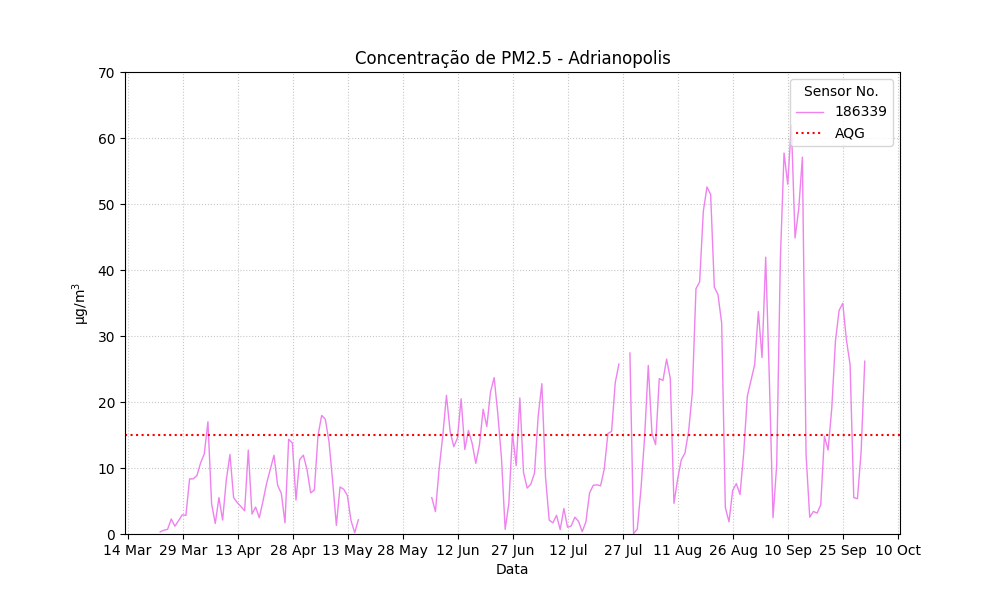 Concentração de PM2.5 - Adrianopolis
Sensor No.
186339
AQG
70
60
50
40
30
20
10
0
µg/m³
14 Mar 29 Mar 13 Apr 28 Apr 13 May 28 May 12 Jun 27 Jun 12 Jul 27 Jul 11 Aug 26 Aug 10 Sep 25 Sep 10 Oct
Data